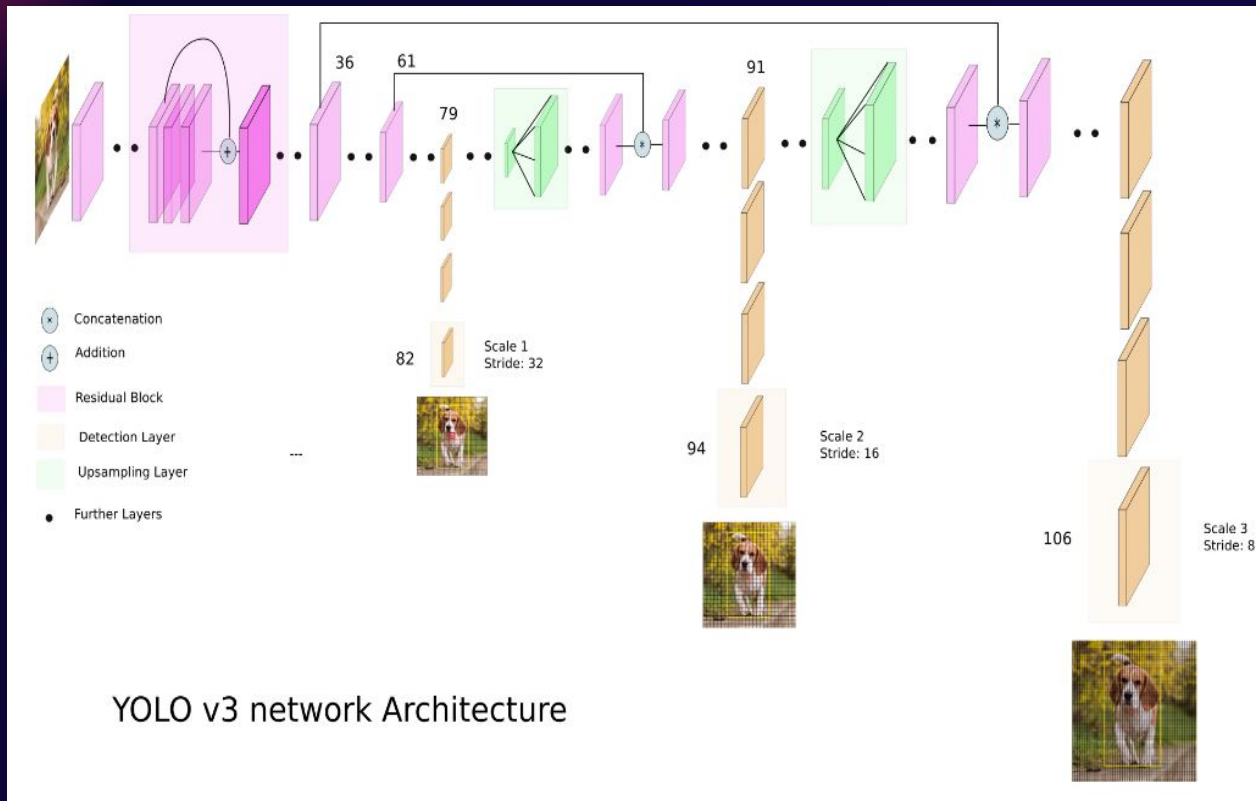 36
61
91
79
+
*
*
* Concatenation
+ Addition
Residual Block
Detection Layer
Upsampling Layer
Further Layers
---
82
Scale 1
Stride: 32
94
Scale 2
Stride: 16
106
Scale 3
Stride: 8
YOLO v3 network Architecture